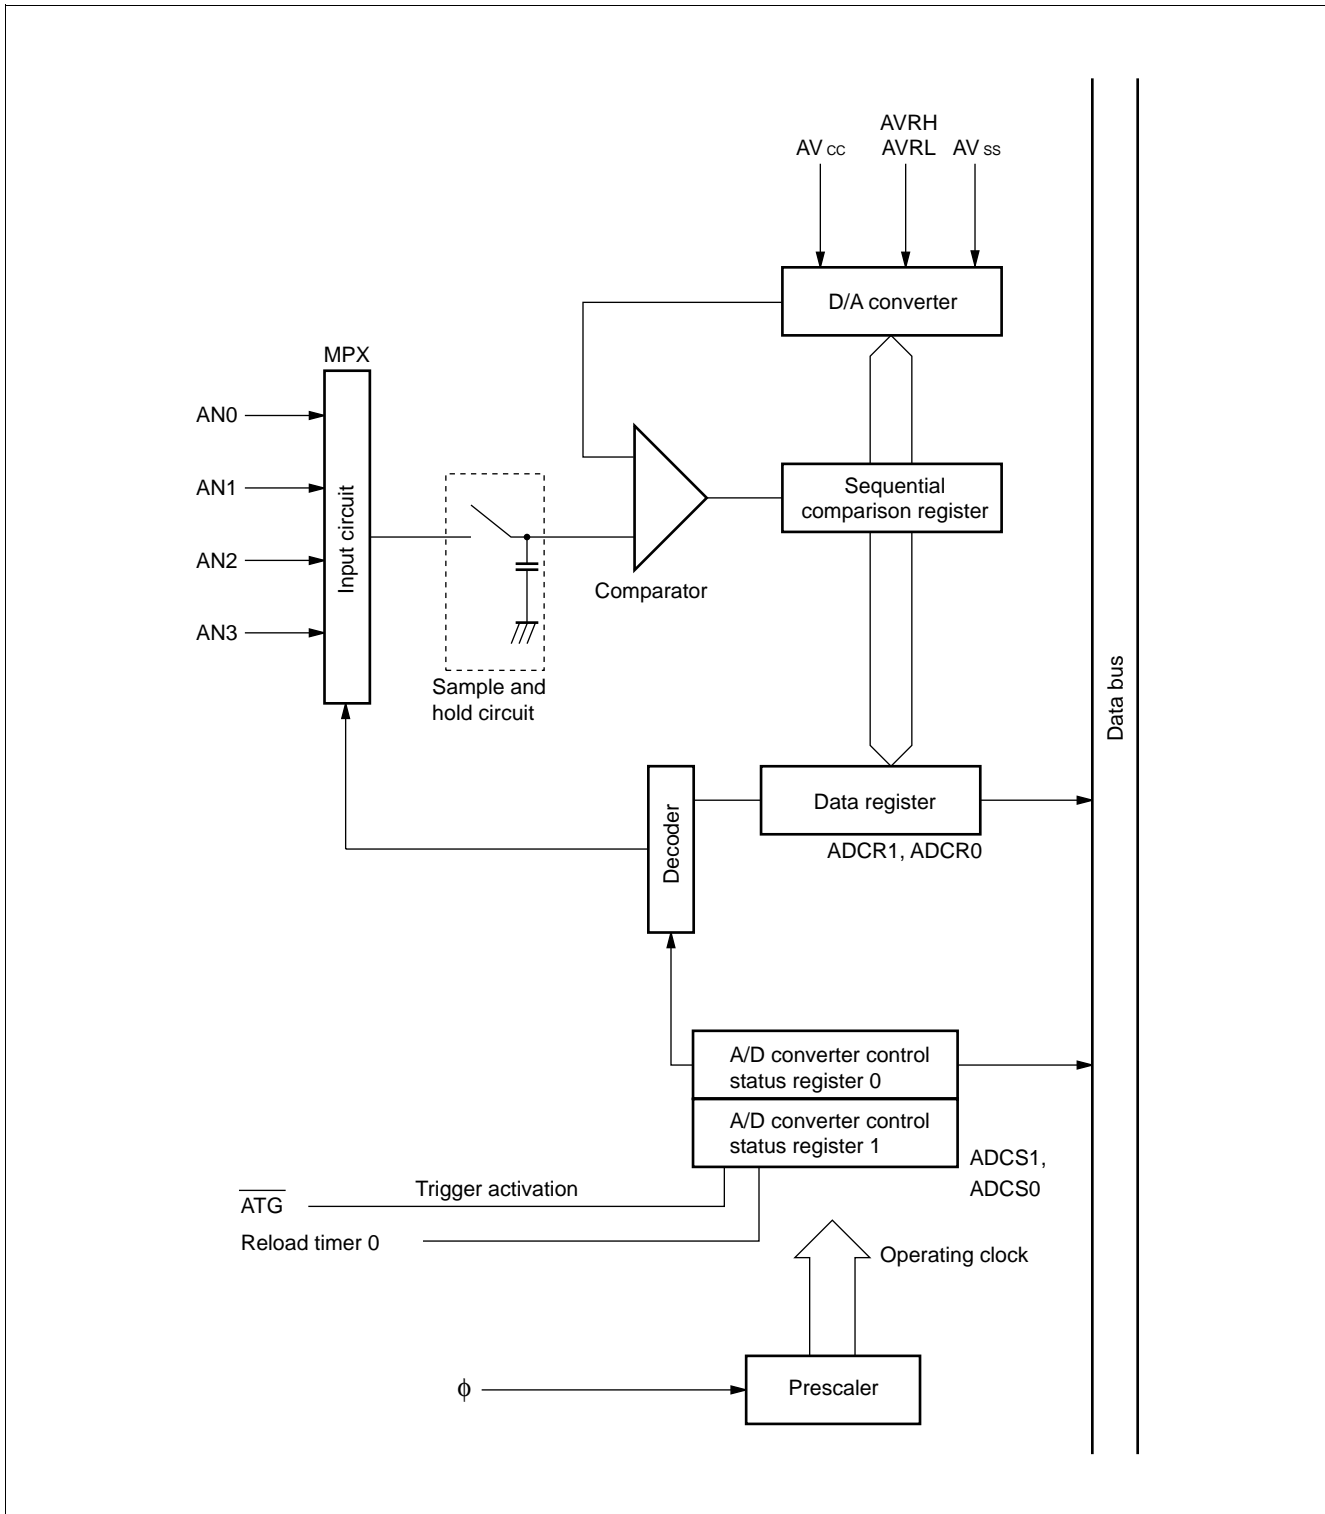 AVRH
AV CC AVRL AV SS
D/A converter
MPX
AN0
AN1
AN2
AN3
Input circuit
Sequential
comparison register
Comparator
Sample and
hold circuit
Data bus
Decoder
Data register
ADCR1, ADCR0
A/D converter control
status register 0
A/D converter control
status register 1
ADCS1,
ADCS0
Trigger activation
A̅T̅G̅
Reload timer 0
Operating clock
ϕ
Prescaler